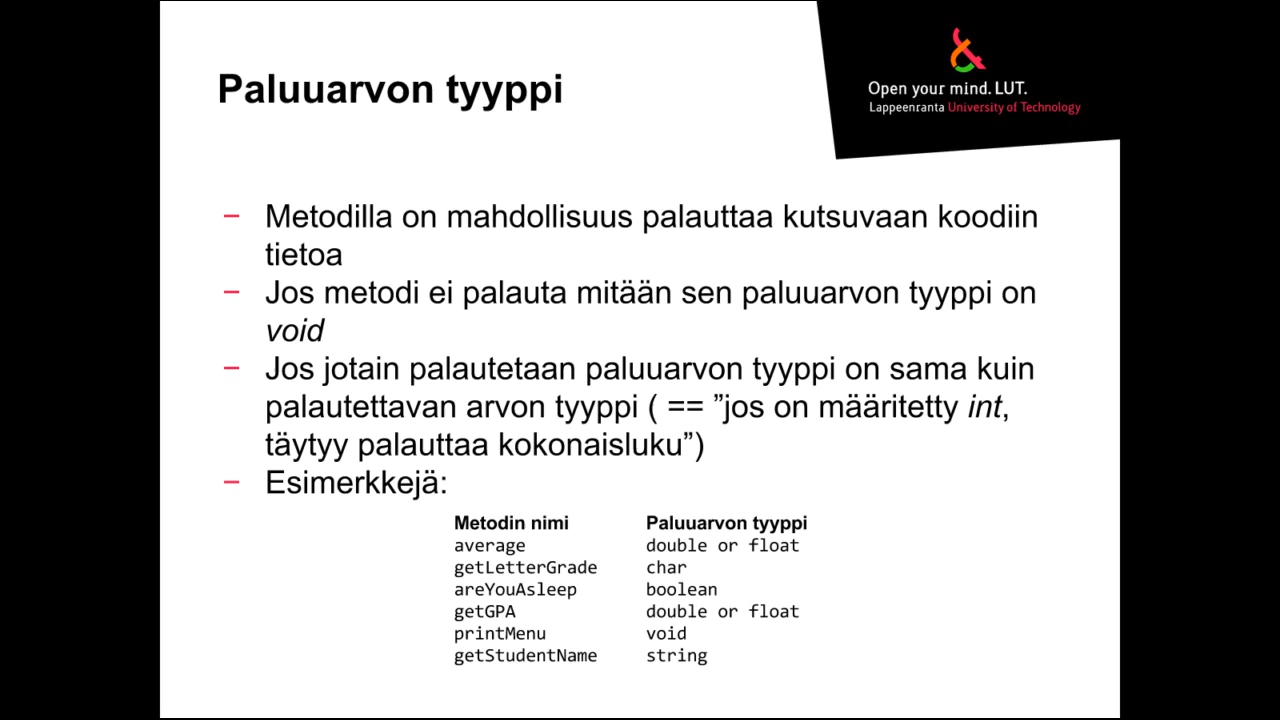 Paluuarvon tyyppi
Open your mind. LUT.
Lappeenranta University of Technology
– Metodilla on mahdollisuus palauttaa kutsuvaan koodiin
tietoa
– Jos metodi ei palauta mitään sen paluuarvon tyyppi on
void
– Jos jotain palautetaan paluuarvon tyyppi on sama kuin
palautettavan arvon tyyppi ( == ”jos on määritetty int,
täytyy palauttaa kokonaisluku”)
– Esimerkkejä:
Metodin nimi Paluuarvon tyyppi
average double or float
getLetterGrade char
areYouAsleep boolean
getGPA double or float
printMenu void
getStudentName string